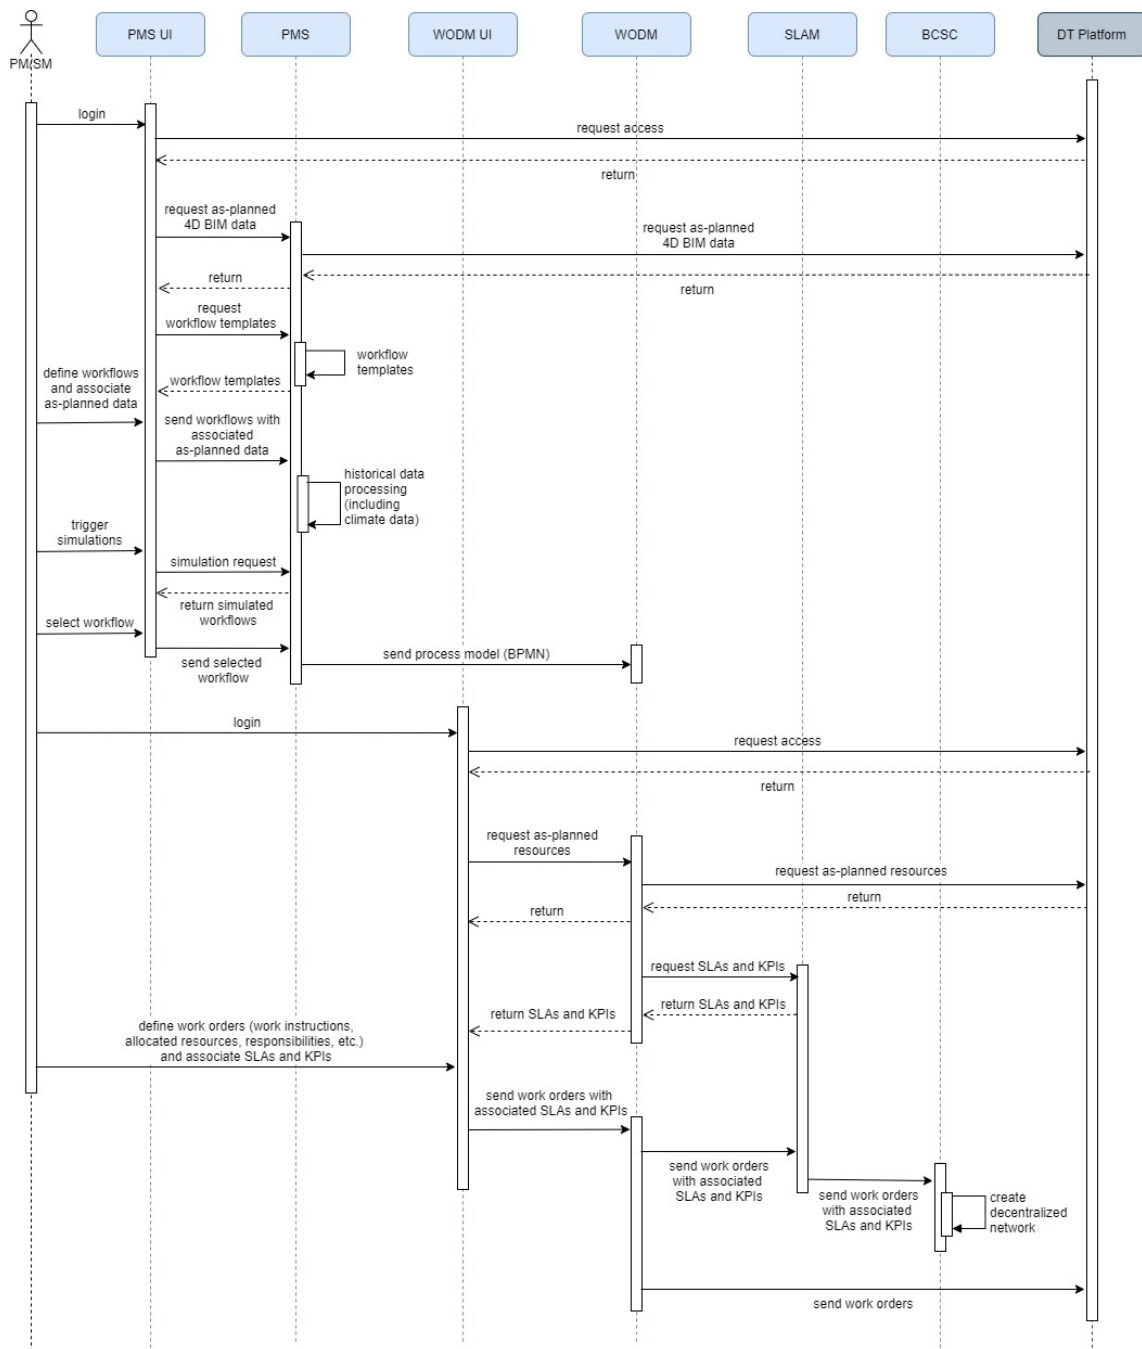 PM/SM
PMS UI
PMS
WODM UI
WODM
SLAM
BCSC
DT Platform
login
request access
return
request as-planned
4D BIM data
request as-planned
4D BIM data
return
return
request
workflow templates
workflow
templates
workflow templates
define workflows
and associate
as-planned data
send workflows with
associated
as-planned data
historical data
processing
(including
climate data)
trigger
simulations
simulation request
return simulated
workflows
select workflow
send selected
workflow
send process model (BPMN)
login
request access
return
request as-planned
resources
request as-planned resources
return
return
request SLAs and KPIs
return SLAs and KPIs
return SLAs and KPIs
define work orders (work instructions,
allocated resources, responsibilities, etc.)
and associate SLAs and KPIs
send work orders with
associated SLAs and KPIs
send work orders
with associated
SLAs and KPIs
send work orders
with associated
SLAs and KPIs
create
decentralized
network
send work orders